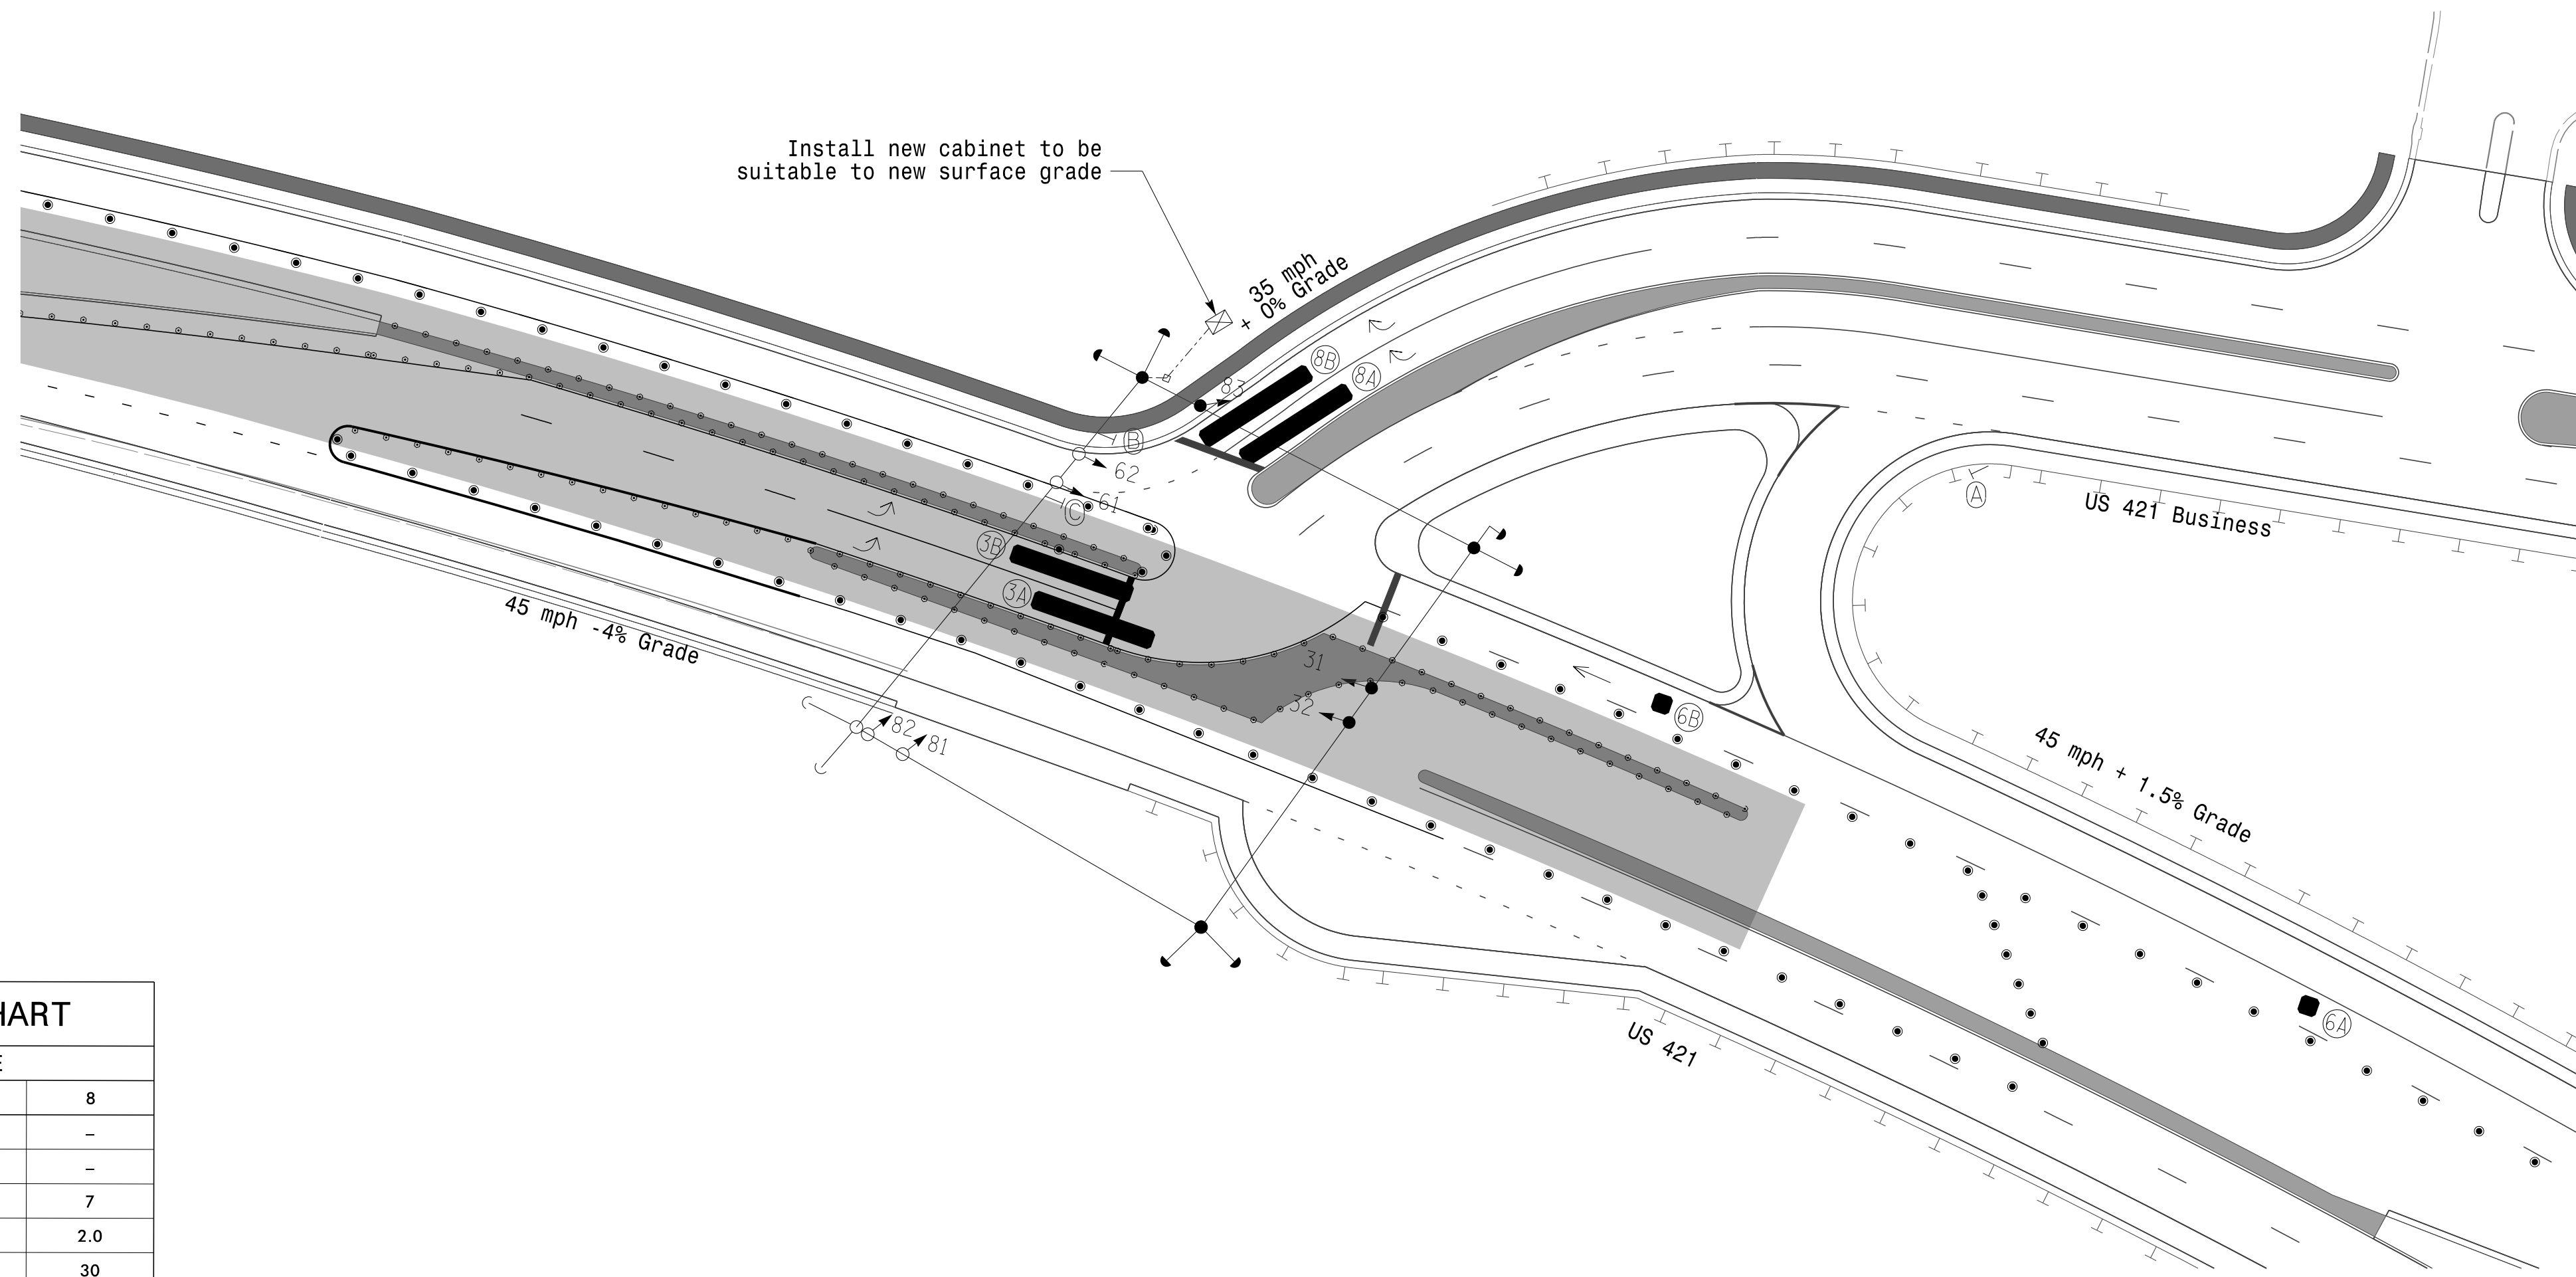 Install new cabinet to be
suitable to new surface grade
35 mph
+ 0% Grade
8B
8A
83
B
62
61
C
3B
3A
A
US 421 Business
45 mph -4% Grade
31
32
6B
82
81
45 mph + 1.5% Grade
6A
US 421
HART
E
8
–
–
7
2.0
30